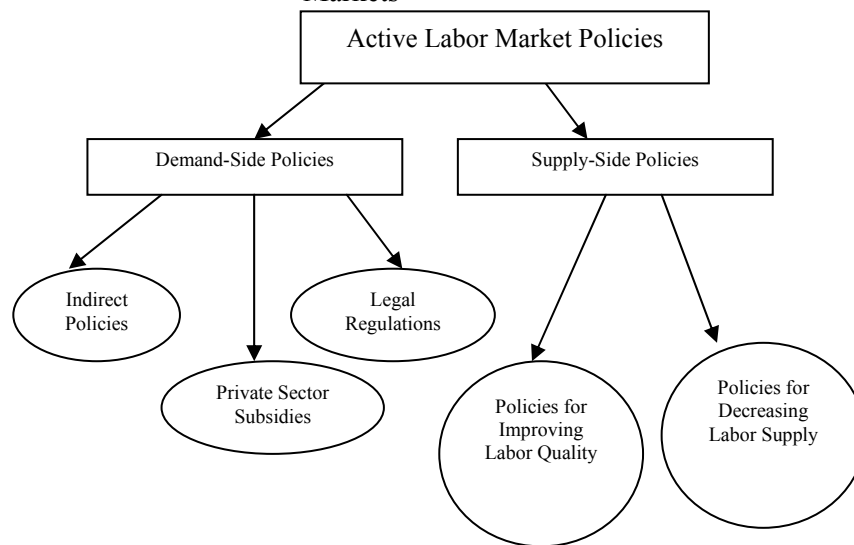 Markets
Active Labor Market Policies
Demand-Side Policies
Supply-Side Policies
Indirect
Policies
Legal
Regulations
Private Sector
Subsidies
Policies for
Improving
Labor Quality
Policies for
Decreasing
Labor Supply